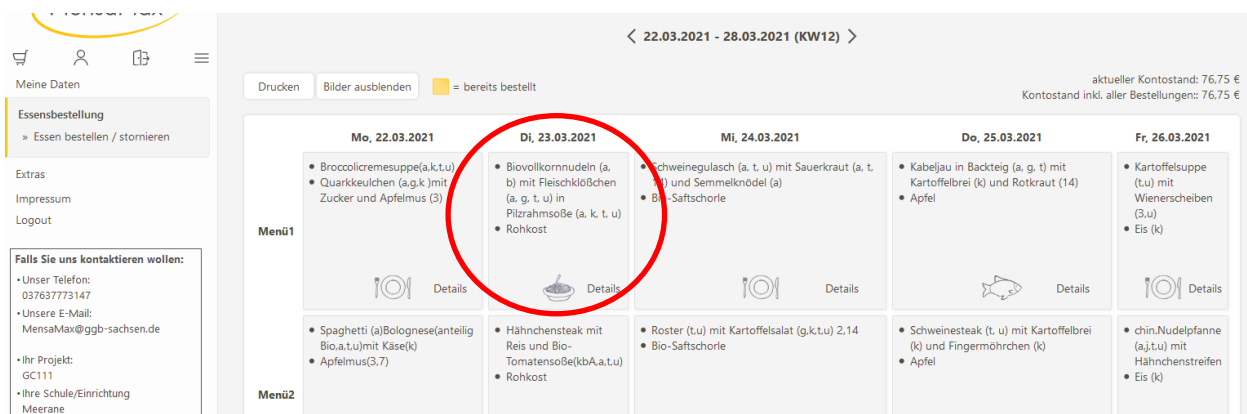 MensaMax
22.03.2021 - 28.03.2021 (KW12)
Meine Daten
Essensbestellung
» Essen bestellen / stornieren
Extras
Impressum
Logout
Falls Sie uns kontaktieren wollen:
•Unser Telefon:
037637773147
•Unsere E-Mail:
MensaMax@ggb-sachsen.de
•Ihr Projekt:
GC111
•Ihre Schule/Einrichtung
Meerane
Drucken
Bilder ausblenden
= bereits bestellt
aktueller Kontostand: 76,75 €
Kontostand inkl. aller Bestellungen:: 76,75 €
Mo, 22.03.2021
Di, 23.03.2021
Mi, 24.03.2021
Do, 25.03.2021
Fr, 26.03.2021
Menü1
• Broccolicremesuppe(a,k,t,u)
• Quarkkeulchen (a,g,k )mit
Zucker und Apfelmus (3)
Details
• Biovollkornnudeln (a,
b) mit Fleischklößchen
(a, g, t, u) in
Pilzrahmsoße (a, k, t, u)
• Rohkost
Details
• Schweinegulasch (a, t, u) mit Sauerkraut (a, t,
14) und Semmelknödel (a)
• Bio-Saftschorle
Details
• Kabeljau in Backteig (a, g, t) mit
Kartoffelbrei (k) und Rotkraut (14)
• Apfel
Details
• Kartoffelsuppe
(t,u) mit
Wienerscheiben
(3,u)
• Eis (k)
Details
Menü2
• Spaghetti (a)Bolognese(anteilig
Bio,a,t,u)mit Käse(k)
• Apfelmus(3,7)
• Hähnchensteak mit
Reis und Bio-
Tomatensoße(kbA,a,t,u)
• Rohkost
• Roster (t,u) mit Kartoffelsalat (g,k,t,u) 2,14
• Bio-Saftschorle
• Schweinesteak (t, u) mit Kartoffelbrei
(k) und Fingermöhrchen (k)
• Apfel
• chin.Nudelpfanne
(a,j,t,u) mit
Hähnchenstreifen
• Eis (k)